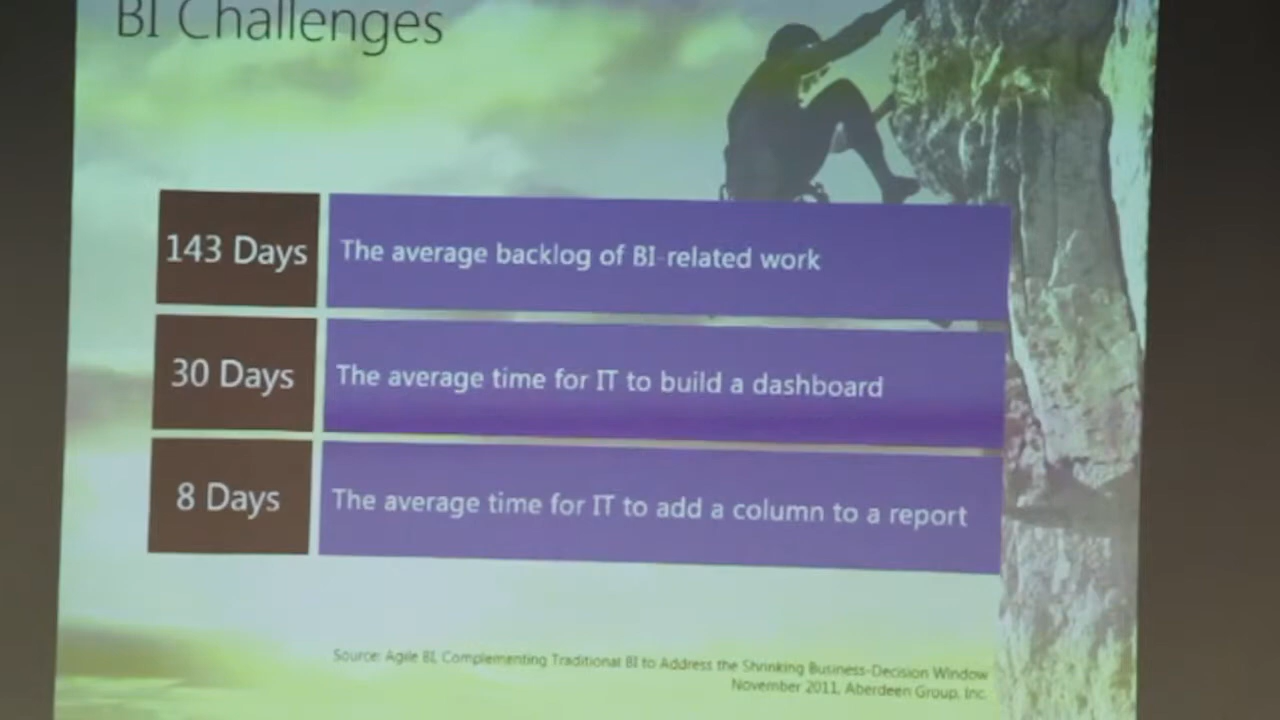 BI Challenges
143 Days
The average backlog of BI-related work
30 Days
The average time for IT to build a dashboard
8 Days
The average time for IT to add a column to a report
Source: Agile BI, Complementing Traditional BI to Address the Shrinking Business-Decision Window
November 2011, Aberdeen Group, Inc.